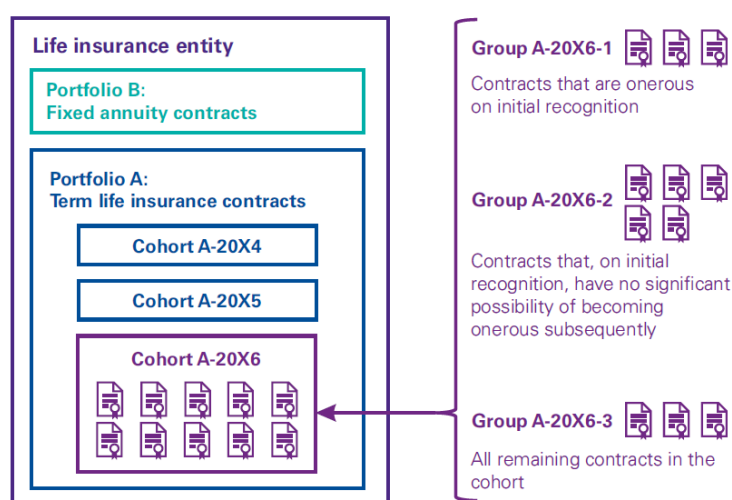 Life insurance entity
Portfolio B:
Fixed annuity contracts
Portfolio A:
Term life insurance contracts
Cohort A-20X4
Cohort A-20X5
Cohort A-20X6
Group A-20X6-1
Contracts that are onerous
on initial recognition
Group A-20X6-2
Contracts that, on initial
recognition, have no significant
possibility of becoming
onerous subsequently
Group A-20X6-3
All remaining contracts in the
cohort